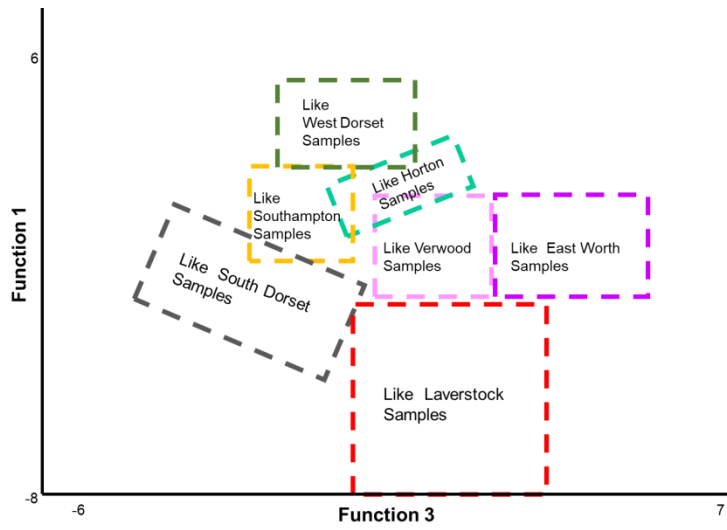 6
Like
West Dorset
Samples
Like Horton
Samples
Like
Southampton
Samples
Like Verwood
Samples
Like East Worth
Samples
Like South Dorset
Samples
Function 1
Like Laverstock
Samples
-8
-6
Function 3
7